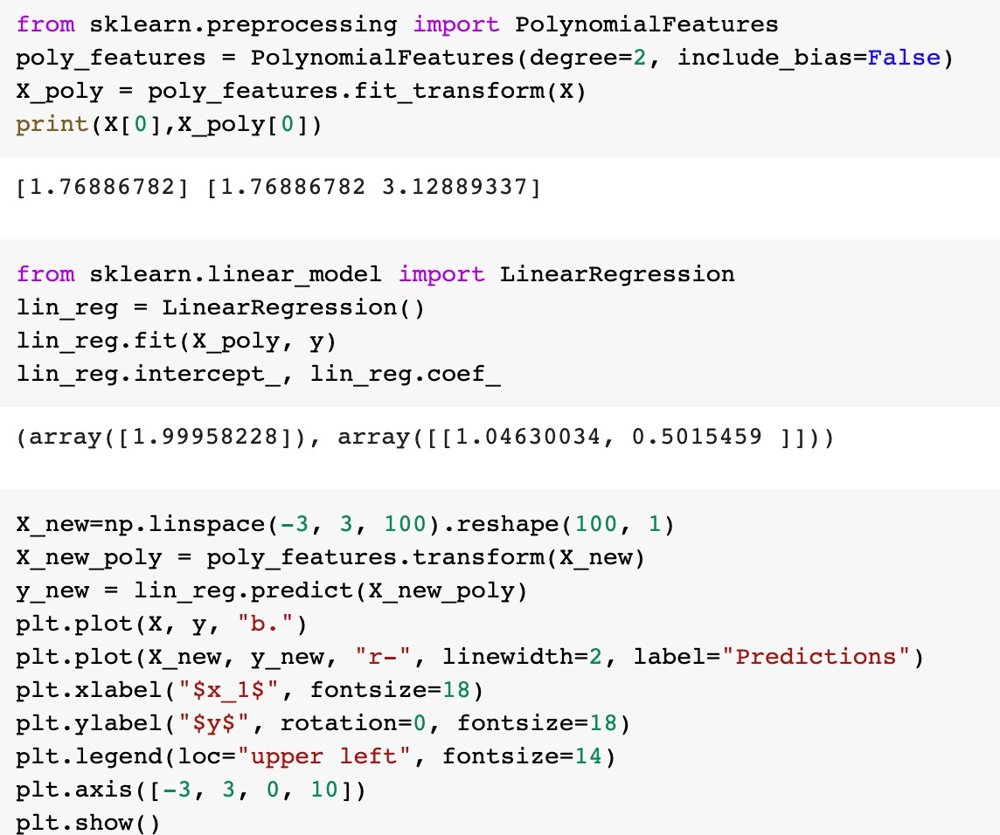 from sklearn.preprocessing import PolynomialFeatures
poly_features = PolynomialFeatures(degree=2, include_bias=False)
X_poly = poly_features.fit_transform(X)
print(X[0],X_poly[0])
[1.76886782] [1.76886782 3.12889337]
from sklearn.linear_model import LinearRegression
lin_reg = LinearRegression()
lin_reg.fit(X_poly, y)
lin_reg.intercept_, lin_reg.coef_
(array([1.99958228]), array([[1.04630034, 0.5015459 ]]))
X_new=np.linspace(-3, 3, 100).reshape(100, 1)
X_new_poly = poly_features.transform(X_new)
y_new = lin_reg.predict(X_new_poly)
plt.plot(X, y, "b.")
plt.plot(X_new, y_new, "r-", linewidth=2, label="Predictions")
plt.xlabel("$x_1$", fontsize=18)
plt.ylabel("$y$", rotation=0, fontsize=18)
plt.legend(loc="upper left", fontsize=14)
plt.axis([-3, 3, 0, 10])
plt.show()